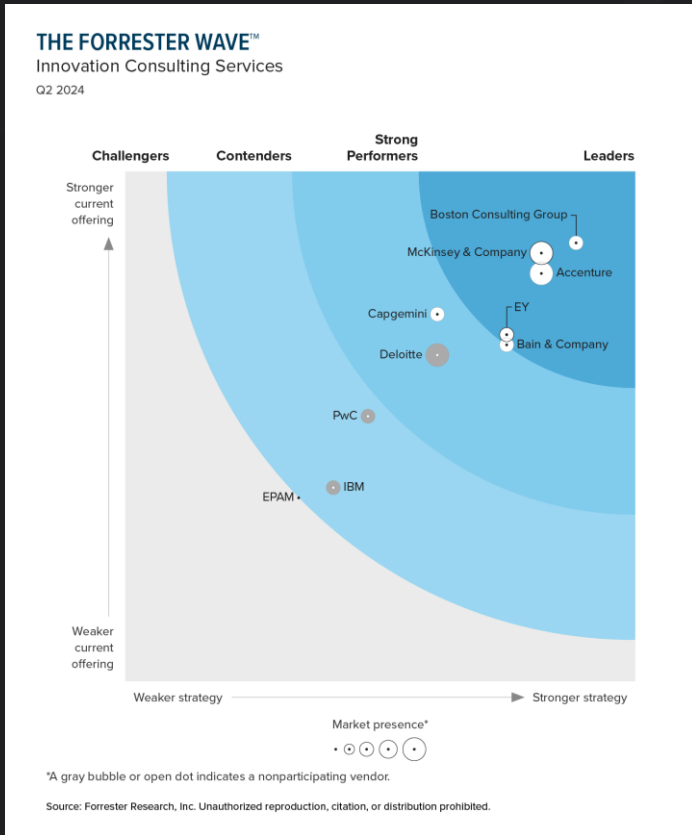 THE FORRESTER WAVE™
Innovation Consulting Services
Q2 2024
Challengers
Contenders
Strong
Performers
Leaders
Stronger
current
offering
Boston Consulting Group
McKinsey & Company
Accenture
EY
Capgemini
Bain & Company
Deloitte
PwC
IBM
EPAM
Weaker
current
offering
Weaker strategy
Stronger strategy
Market presence*
*A gray bubble or open dot indicates a nonparticipating vendor.
Source: Forrester Research, Inc. Unauthorized reproduction, citation, or distribution prohibited.